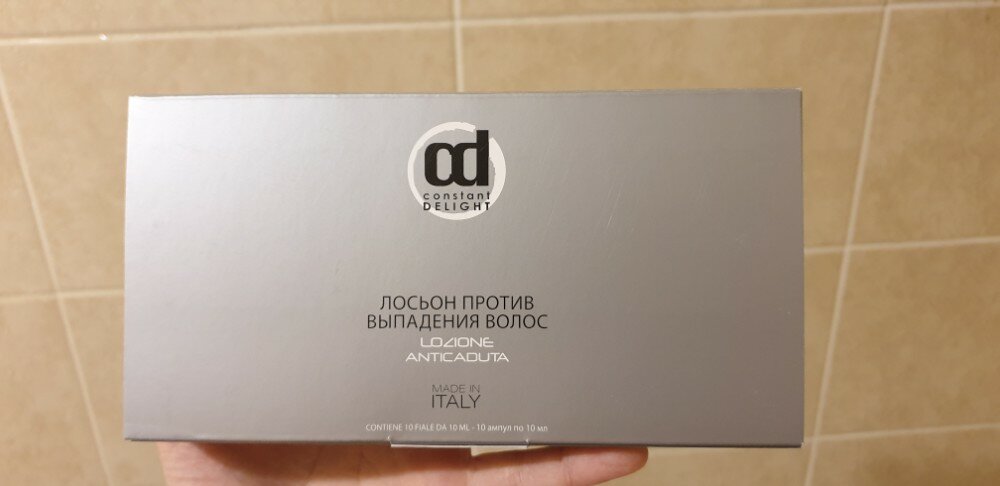 cd
constant
DELIGHT
ЛОСЬОН ПРОТИВ
ВЫПАДЕНИЯ ВОЛОС
LOZIONE
ANTICADUTA
MADE IN
ITALY
CONTIENE 10 FIALE DA 10 ML - 10 ампул по 10 мл